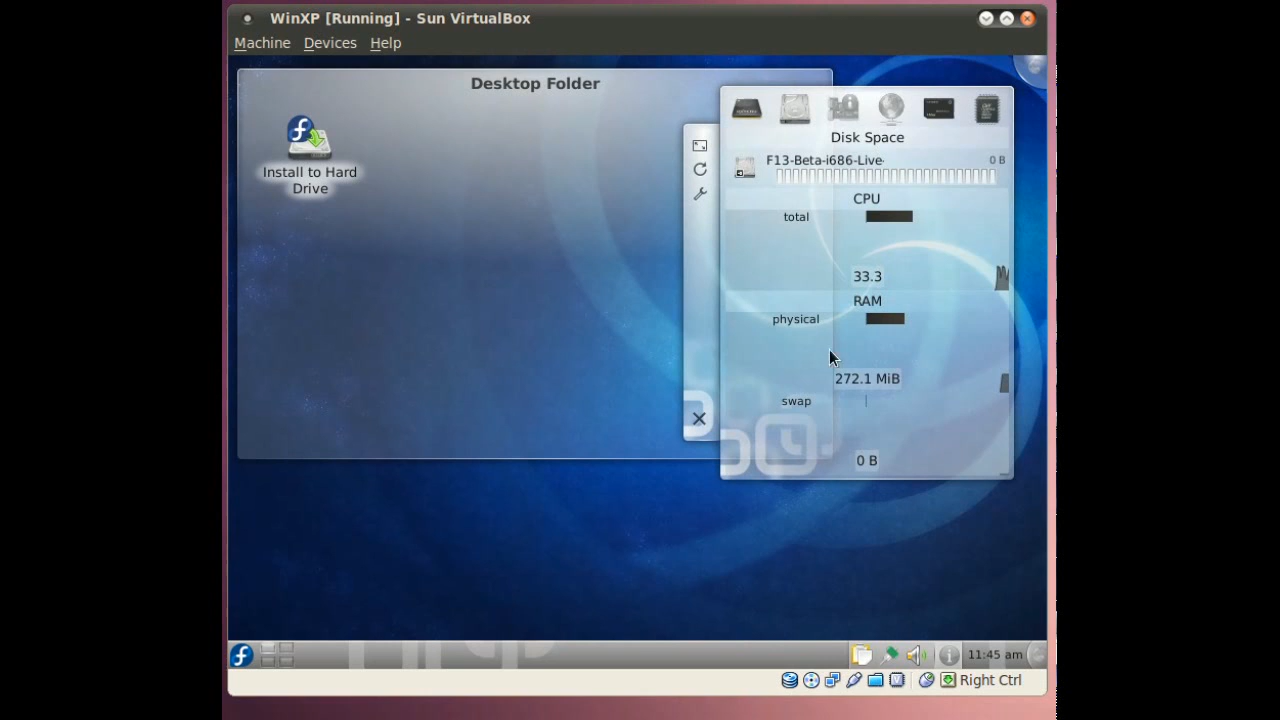 WinXP [Running] - Sun VirtualBox
Machine Devices Help
Desktop Folder
Install to Hard
Drive
Disk Space
F13-Beta-i686-Live-
0 B
CPU
total
33.3
RAM
physical
272.1 MiB
swap
0 B
11:45 am
Right Ctrl